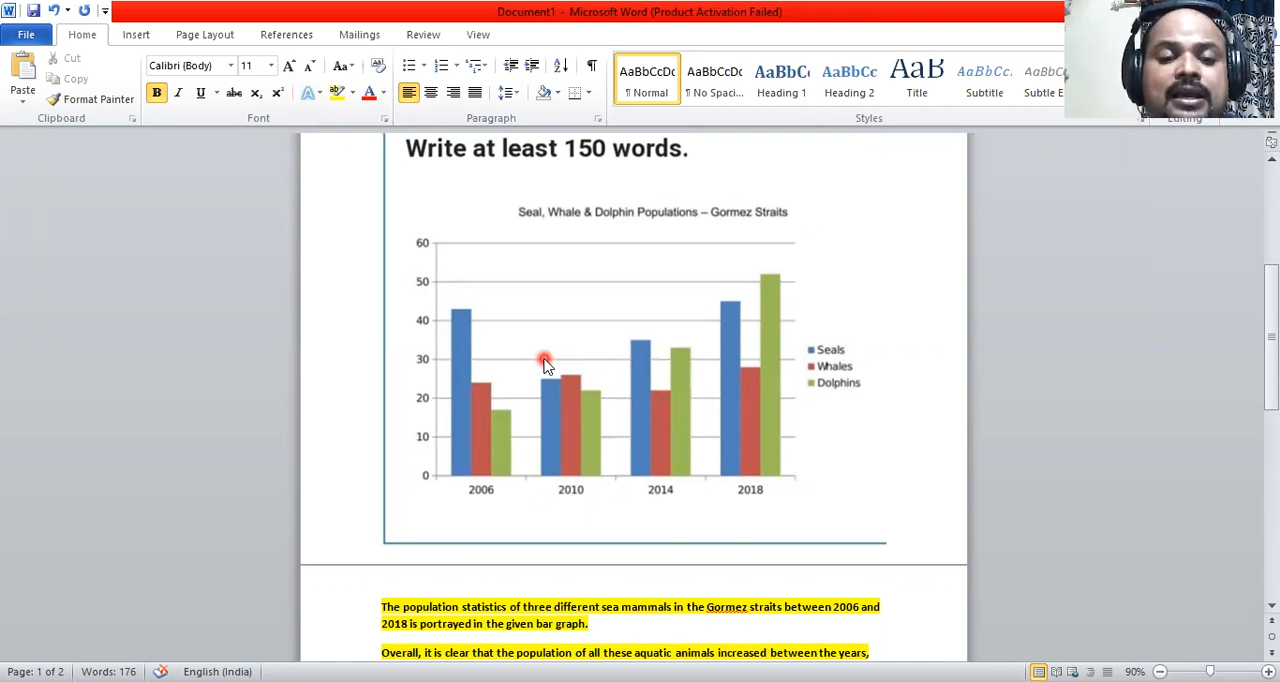 Document1 - Microsoft Word (Product Activation Failed)
File Home Insert Page Layout References Mailings Review View
Paste
Cut
Copy
Format Painter
Clipboard
Calibri (Body) 11
Font
Paragraph
AaBbCcDc AaBbCcDc AaBbC AaBbCc AaB AaBbCc. AaBbCc
¶ Normal ¶ No Spaci... Heading 1 Heading 2 Title Subtitle Subtle E
Styles
Editing
Write at least 150 words.
Seal, Whale & Dolphin Populations – Gormez Straits
60
50
40
30
20
10
0
2006 2010 2014 2018
Seals
Whales
Dolphins
The population statistics of three different sea mammals in the Gormez straits between 2006 and
2018 is portrayed in the given bar graph.
Overall, it is clear that the population of all these aquatic animals increased between the years,
Page: 1 of 2 Words: 176 English (India) 90%